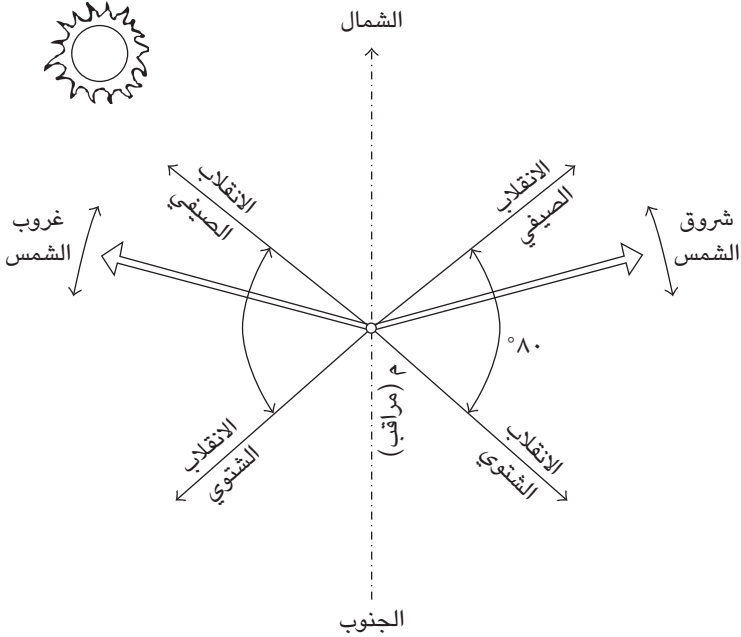 الشمال
الانقلاب
الصيفي
الانقلاب
الصيفي
شروق
الشمس
غروب
الشمس
٨٠°
م (مراقب)
الانقلاب
الشتوي
الانقلاب
الشتوي
الجنوب